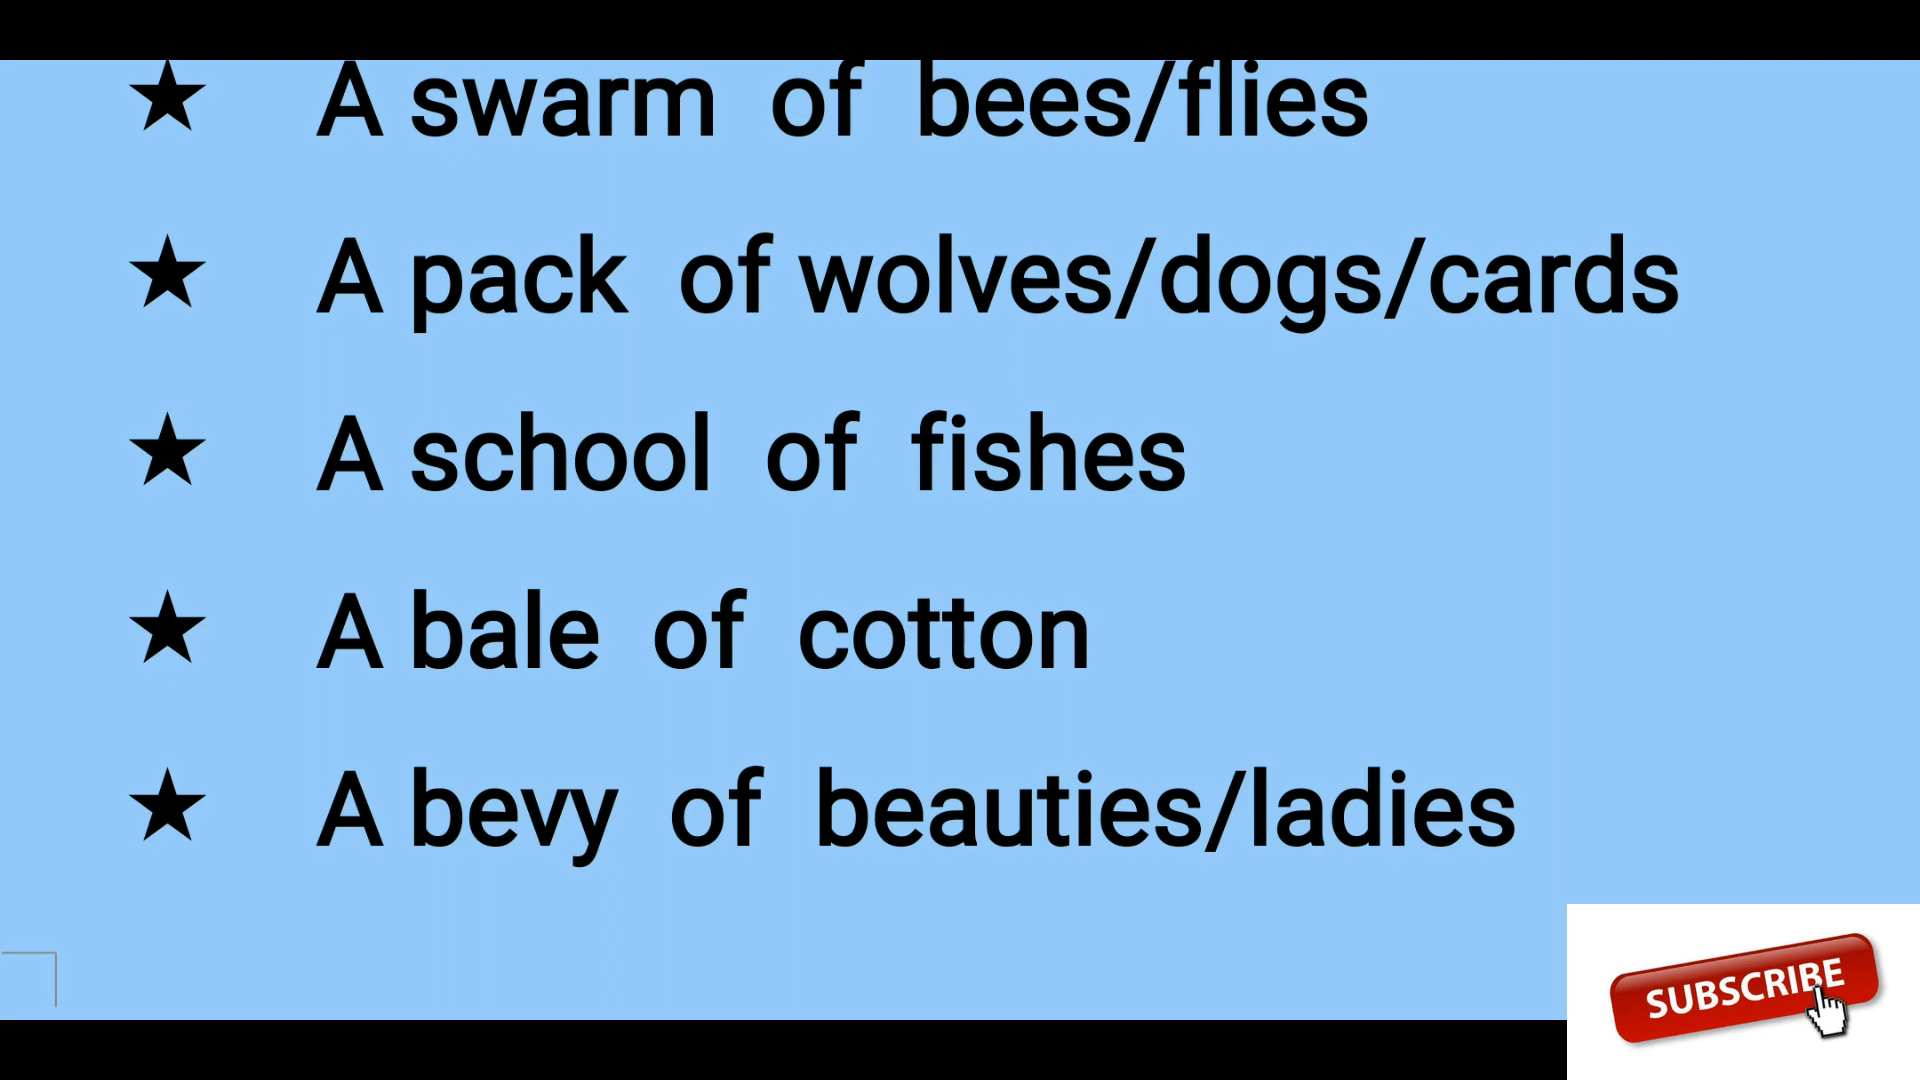 ★ A swarm of bees/flies
★ A pack of wolves/dogs/cards
★ A school of fishes
★ A bale of cotton
★ A bevy of beauties/ladies
SUBSCRIBE